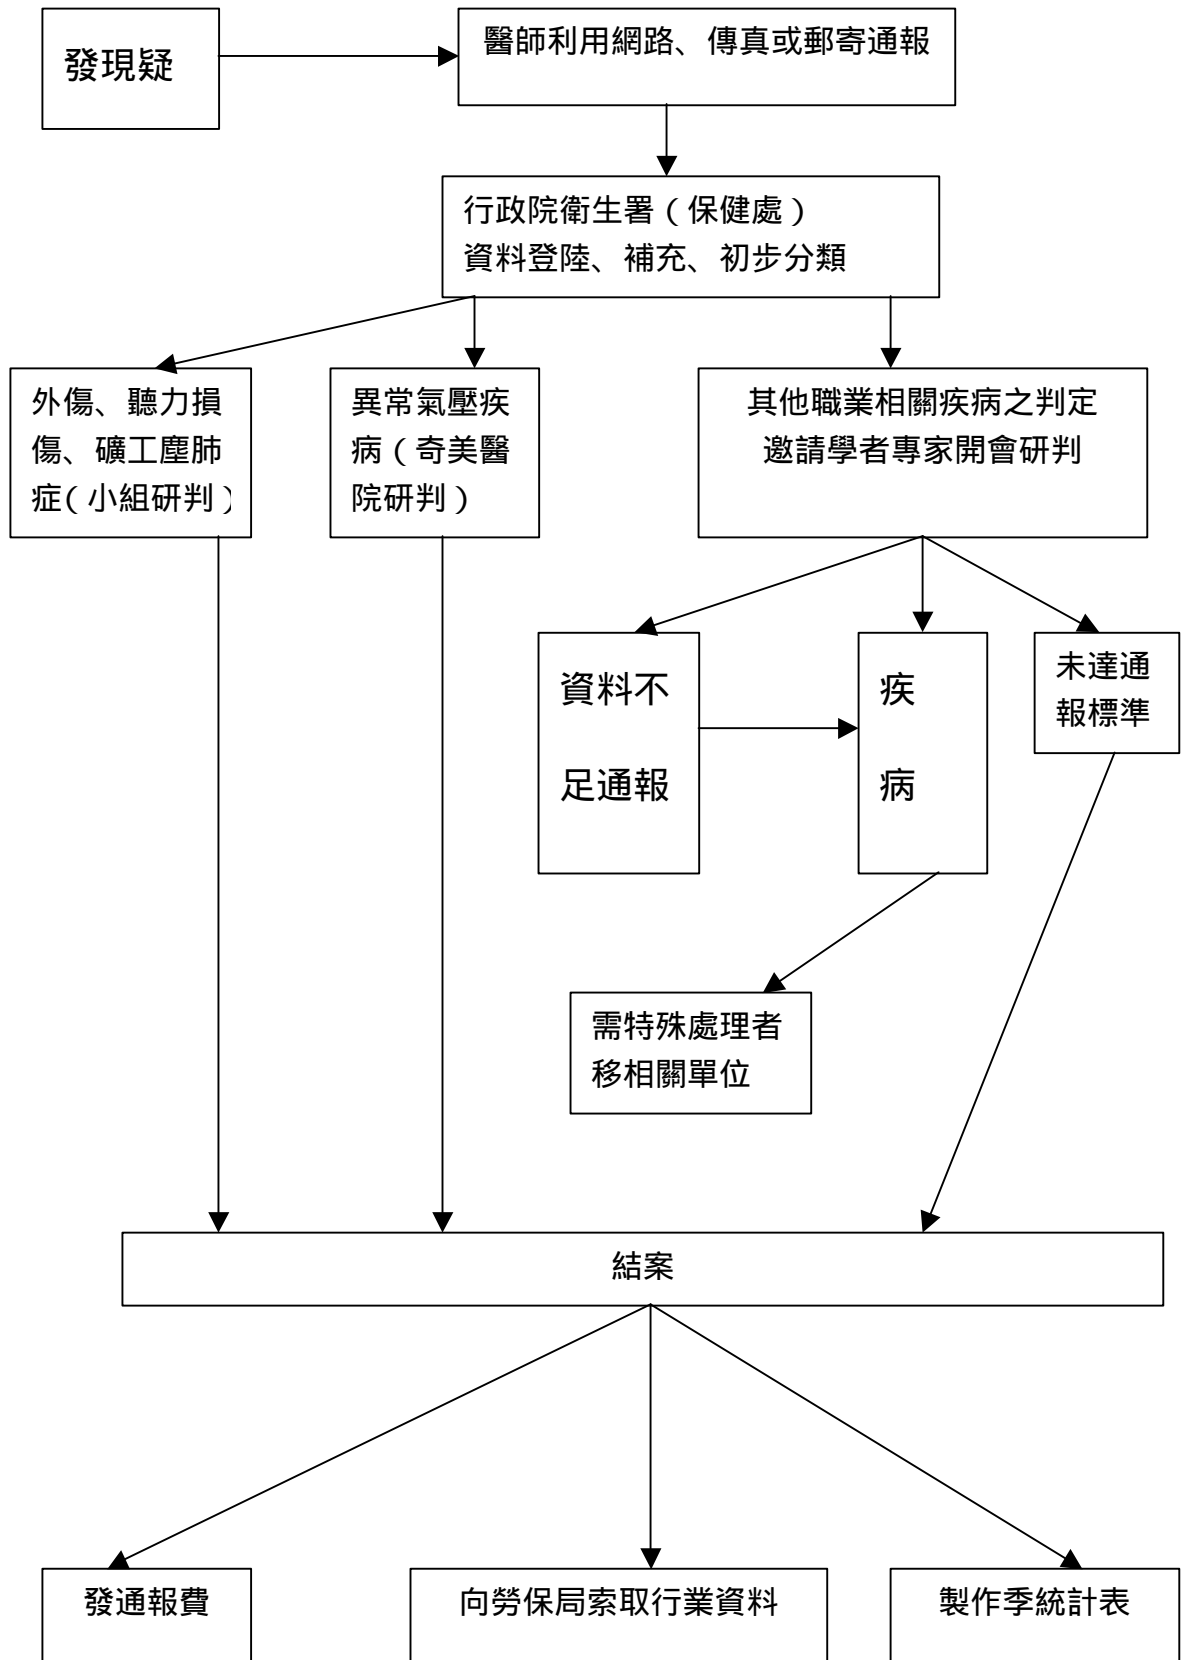 發現疑
醫師利用網路、傳真或郵寄通報
行政院衛生署（保健處）
資料登陸、補充、初步分類
外傷、聽力損
傷、礦工塵肺
症（小組研判）
異常氣壓疾
病（奇美醫
院研判）
其他職業相關疾病之判定
邀請學者專家開會研判
資料不
足通報
疾
病
未達通
報標準
需特殊處理者
移相關單位
結案
發通報費
向勞保局索取行業資料
製作季統計表